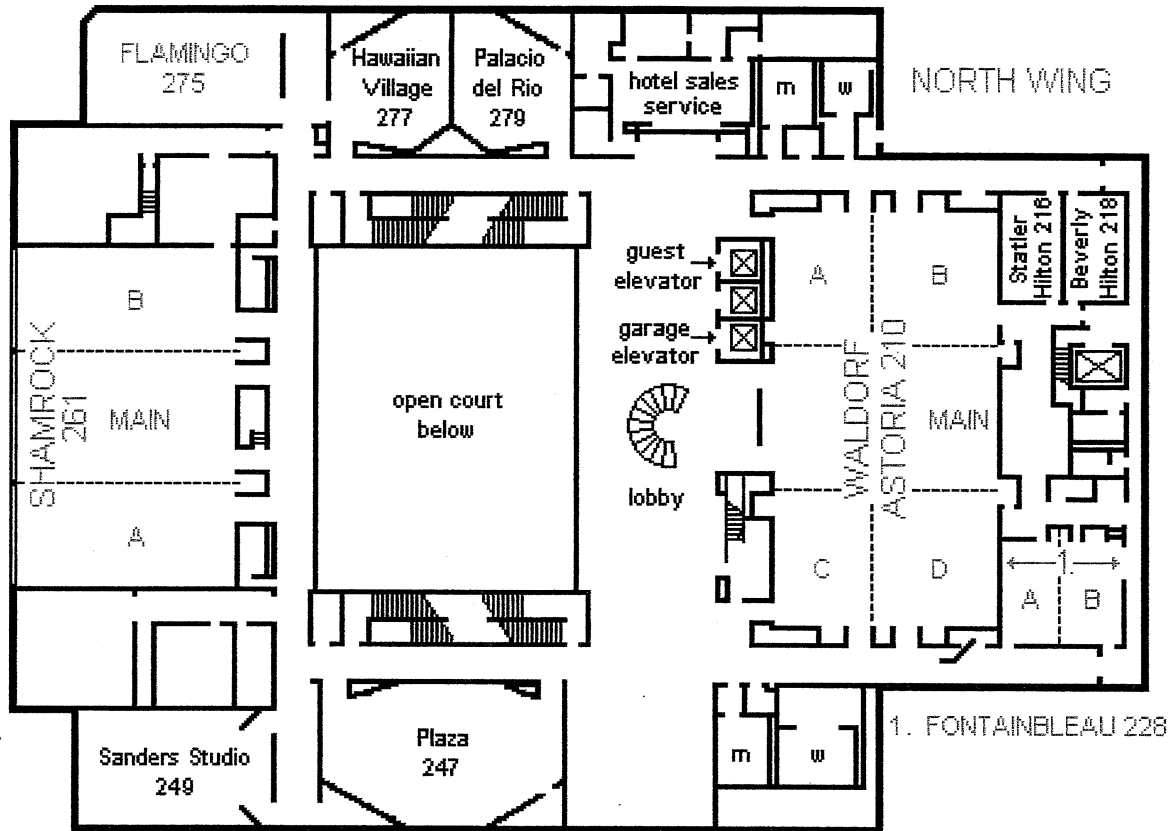 FLAMINGO
275
Hawaiian
Village
277
Palacio
del Rio
279
hotel sales
service
m
w
NORTH WING
guest
elevator
garage
elevator
A
B
Statler
Hilton 216
Beverly
Hilton 218
B
SHAMROCK
261
MAIN
A
open court
below
lobby
WALDORF
ASTORIA 210
MAIN
C
D
1.
A
B
Sanders Studio
249
Plaza
247
m
w
1. FONTAINBLEAU 228